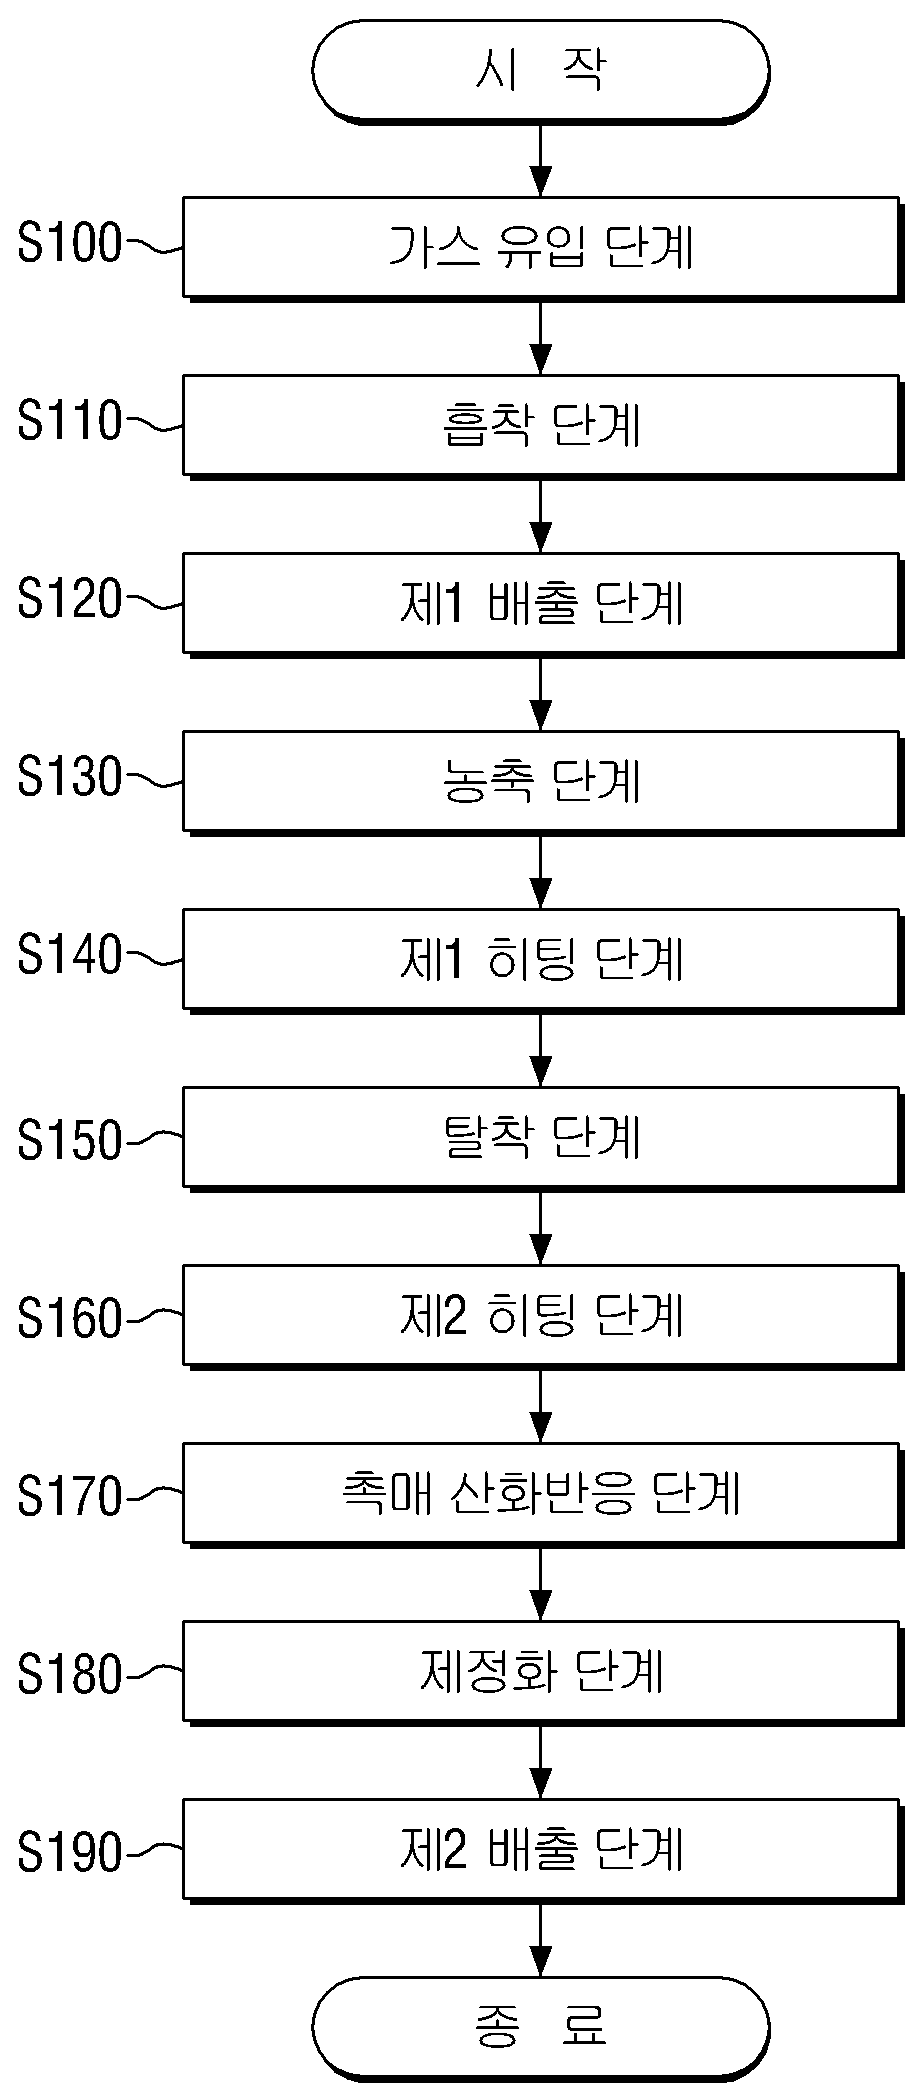 시 작
S100 가스 유입 단계
S110 흡착 단계
S120 제1 배출 단계
S130 농축 단계
S140 제1 히팅 단계
S150 탈착 단계
S160 제2 히팅 단계
S170 촉매 산화반응 단계
S180 제정화 단계
S190 제2 배출 단계
종 료